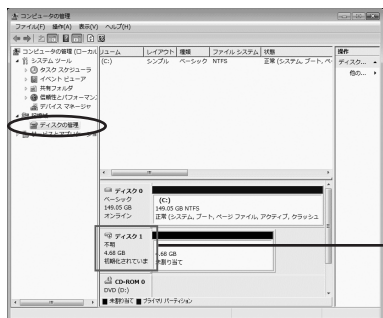 コンピュータの管理
ファイル(F) 操作(A) 表示(V) ヘルプ(H)
コンピュータの管理 (ローカル
システム ツール
タスク スケジューラ
イベント ビューア
共有フォルダ
信頼性とパフォーマンス
デバイス マネージャ
ディスクの管理
ボリューム レイアウト 種類 ファイル システム 状態
(C:) シンプル ベーシック NTFS 正常 (システム, ブート, ペ
操作
ディスク...
他の...
ディスク 0
ベーシック
149.05 GB
オンライン
(C:)
149.05 GB NTFS
正常 (システム, ブート, ページ ファイル, アクティブ, クラッシュ
ディスク 1
不明
4.68 GB
初期化されていま
4.68 GB
未割り当て
CD-ROM 0
DVD (D:)
未割り当て プライマリ パーティション